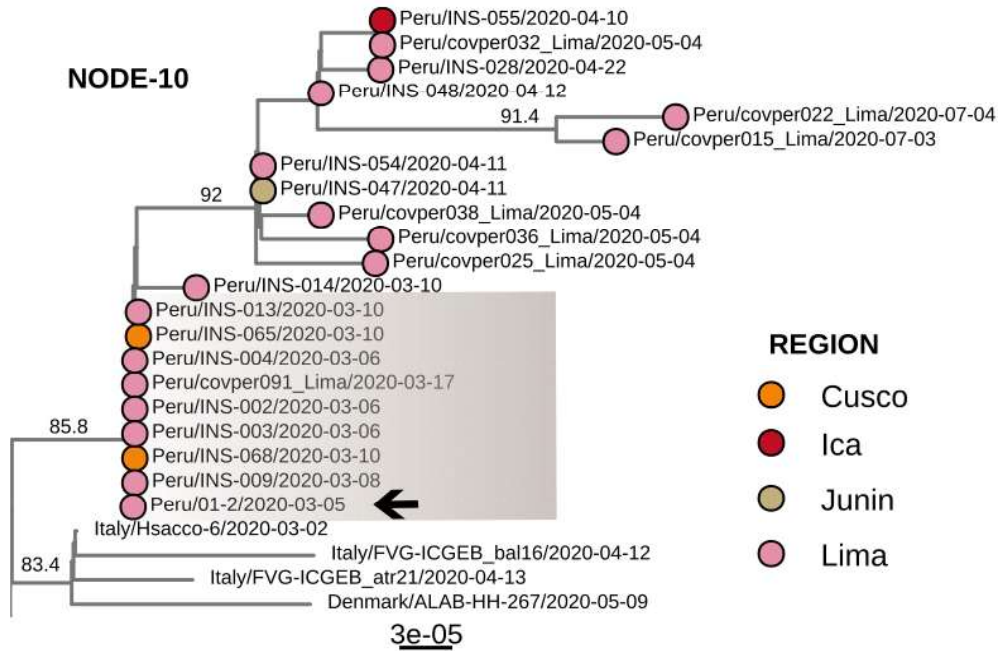 Peru/INS-055/2020-04-10
Peru/covper032_Lima/2020-05-04
NODE-10
Peru/INS-028/2020-04-22
Peru/INS-048/2020-04-12
91.4
Peru/covper022_Lima/2020-07-04
Peru/covper015_Lima/2020-07-03
Peru/INS-054/2020-04-11
Peru/INS-047/2020-04-11
92
Peru/covper038_Lima/2020-05-04
Peru/covper036_Lima/2020-05-04
Peru/covper025_Lima/2020-05-04
Peru/INS-014/2020-03-10
Peru/INS-013/2020-03-10
Peru/INS-065/2020-03-10
Peru/INS-004/2020-03-06
Peru/covper091_Lima/2020-03-17
Peru/INS-002/2020-03-06
85.8
Peru/INS-003/2020-03-06
Peru/INS-068/2020-03-10
Peru/INS-009/2020-03-08
Peru/01-2/2020-03-05
Italy/Hsacco-6/2020-03-02
Italy/FVG-ICGEB_bal16/2020-04-12
83.4
Italy/FVG-ICGEB_atr21/2020-04-13
Denmark/ALAB-HH-267/2020-05-09
3e-05
REGION
Cusco
Ica
Junin
Lima